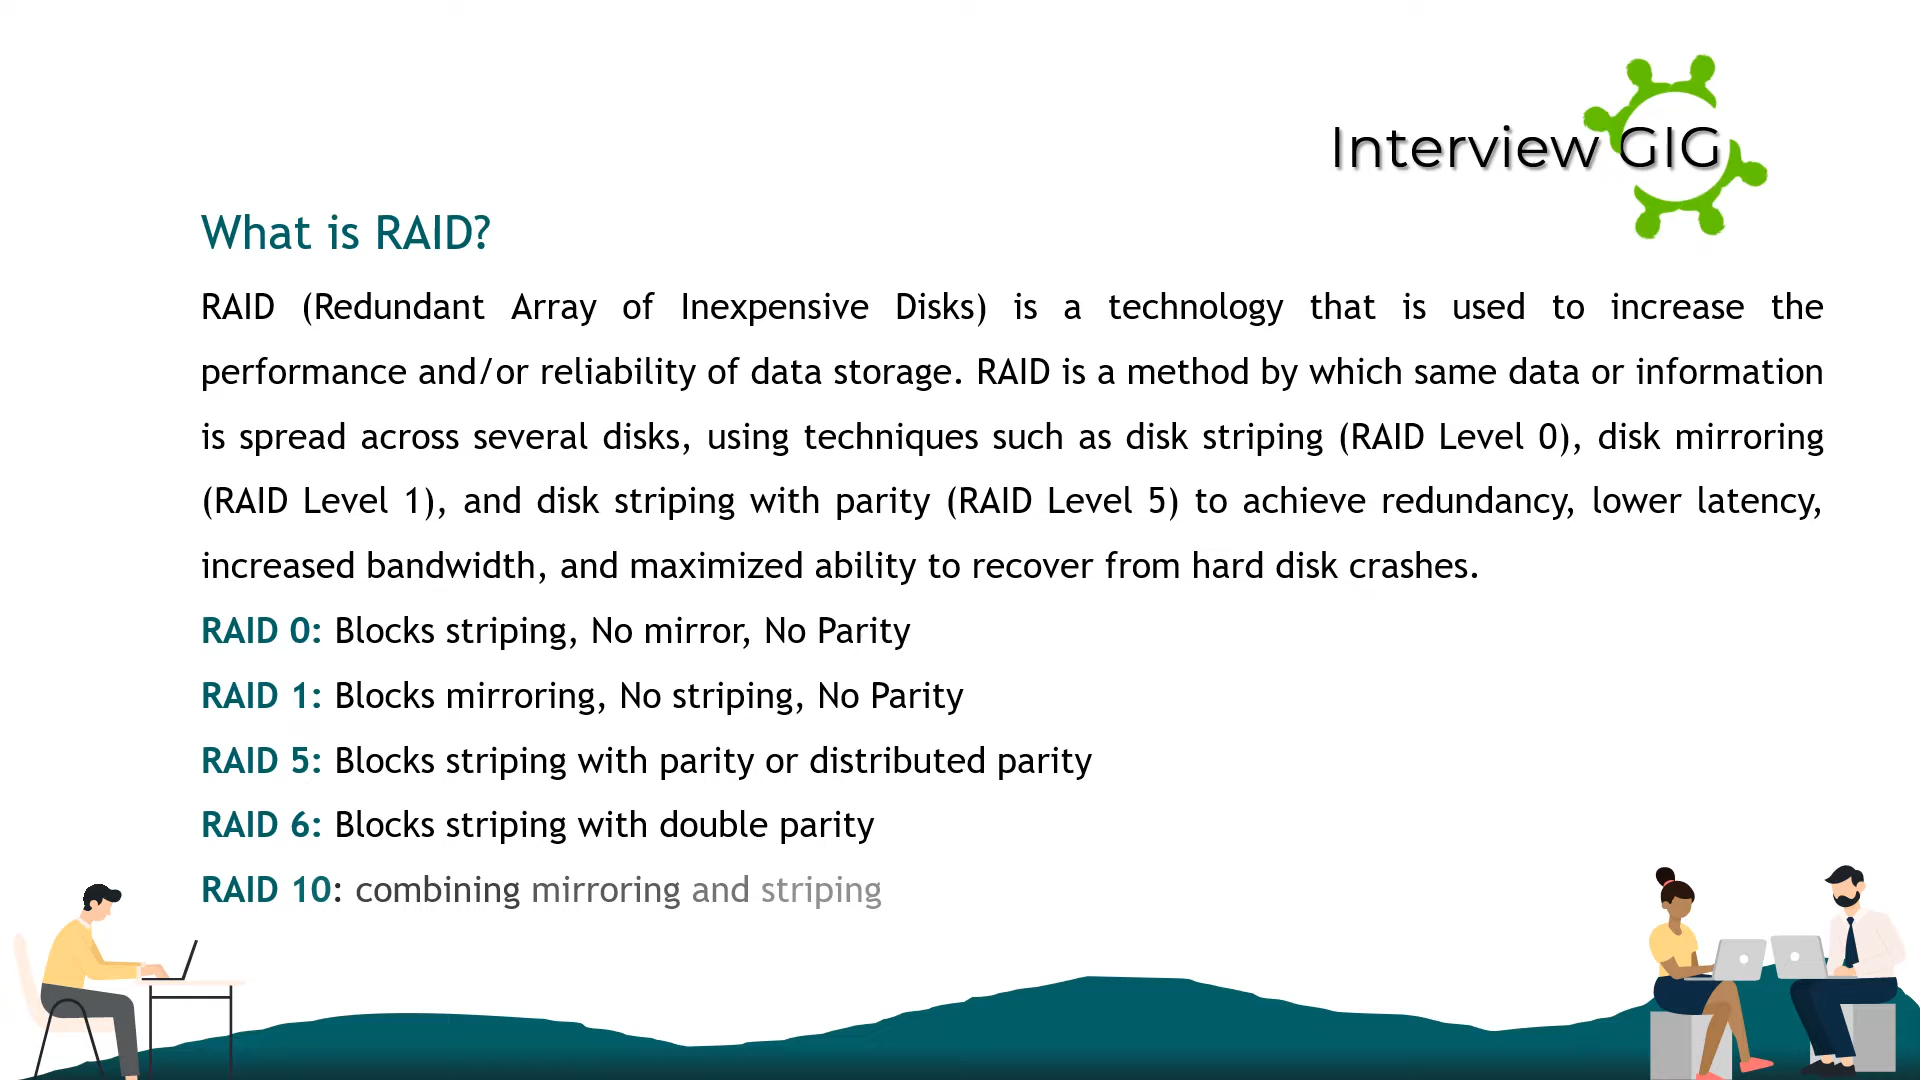 Interview GIG
What is RAID?
RAID (Redundant Array of Inexpensive Disks) is a technology that is used to increase the
performance and/or reliability of data storage. RAID is a method by which same data or information
is spread across several disks, using techniques such as disk striping (RAID Level 0), disk mirroring
(RAID Level 1), and disk striping with parity (RAID Level 5) to achieve redundancy, lower latency,
increased bandwidth, and maximized ability to recover from hard disk crashes.
RAID 0: Blocks striping, No mirror, No Parity
RAID 1: Blocks mirroring, No striping, No Parity
RAID 5: Blocks striping with parity or distributed parity
RAID 6: Blocks striping with double parity
RAID 10: combining mirroring and striping